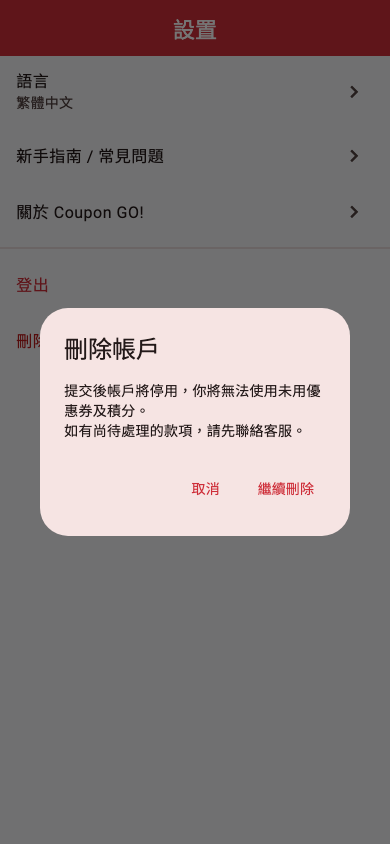 設置
語言
繁體中文
新手指南 / 常見問題
關於 Coupon GO!
登出
刪除帳戶
提交後帳戶將停用，你將無法使用未用優
惠券及積分。
如有尚待處理的款項，請先聯絡客服。
取消
繼續刪除